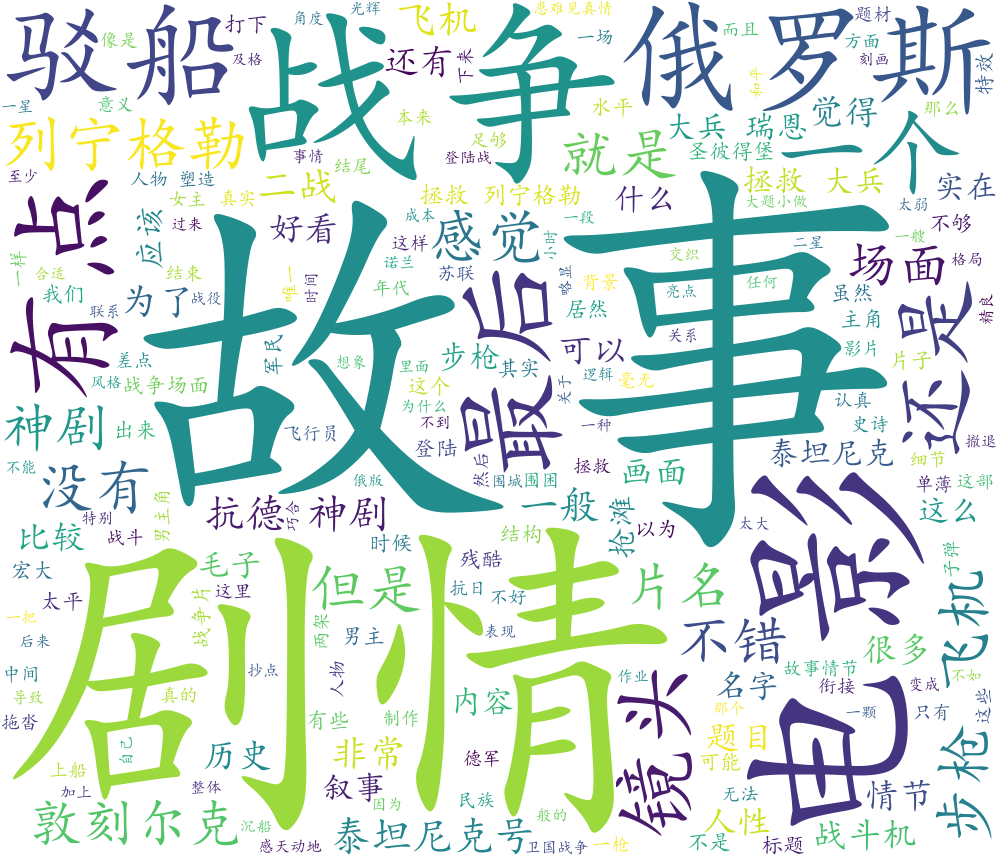 驳船
战争
俄罗斯
打下
角度
光辉
飞机
患难见真情
一场
而且
题材
像是
及格
还有
下来
方面
刻画
特效
一星
意义
本来
水平
和平
那么
列宁格勒
足够
就是
大兵 瑞恩
觉得
一个
事情
结尾
登陆战
圣彼得堡
至少
人物 塑造
二战
拯救 列宁格勒
什么
拯救 大兵
实在
有点
女主
真实
大题小做
太弱
不够
应该
过来
好看
成本
这样
感觉
小时
一段
二星
一艘
格局
场面
一样
合适
结束
唯一
时间
诺兰
苏联
略显
背景
交织
任何
我们
联系
为了
战役
年代
最后
居然
亮点
虽然
精良
故事
差点
军民
步枪
可以
关系
主角
还是
风格
战争场面
想象
里面
这个
其实
关于
逻辑
毫无
影片
片子
神剧
出来
为什么
一种
认真
史诗
飞行员
不到
登陆
泰坦尼克
撤退
不能
没有
俄版
然后
围城
围困
拯救
画面
细节
单薄
这部
特别
男主角
抗德 神剧
巧合
一般
抢滩
以为
太大
这么
比较
战斗
时候
结构
电影
子弹
宏大
毛子
残酷
剧情
但是
片名
太平
这里
两架
抗日
不好
不错
步枪 飞机
一把
战争片
男主
表现
很多
后来
故事情节
不如
中间
抄点
人物
作业
镜头
名字
衔接
变成
导致
真的
内容
那个
一颗
只有
这些
拖沓
有些
制作
题目
自己
历史
非常
德军
可能
上船
加上
整体
叙事
无法
情节
敦刻尔克
因为
民族
般的
人性
沉船
泰坦尼克号
战斗机
感天动地
卫国战争
一枪
不是
标题